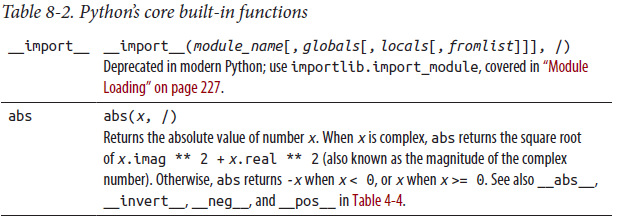 Table 8-2. Python's core built-in functions
__import__ __import__(module_name[, globals[, locals[, fromlist]]], /)
Deprecated in modern Python; use importlib.import_module, covered in “Module
Loading” on page 227.
abs abs(x, /)
Returns the absolute value of number x. When x is complex, abs returns the square root
of x.imag ** 2 + x.real ** 2 (also known as the magnitude of the complex
number). Otherwise, abs returns -x when x < 0, or x when x >= 0. See also __abs__,
__invert__, __neg__, and __pos__ in Table 4-4.